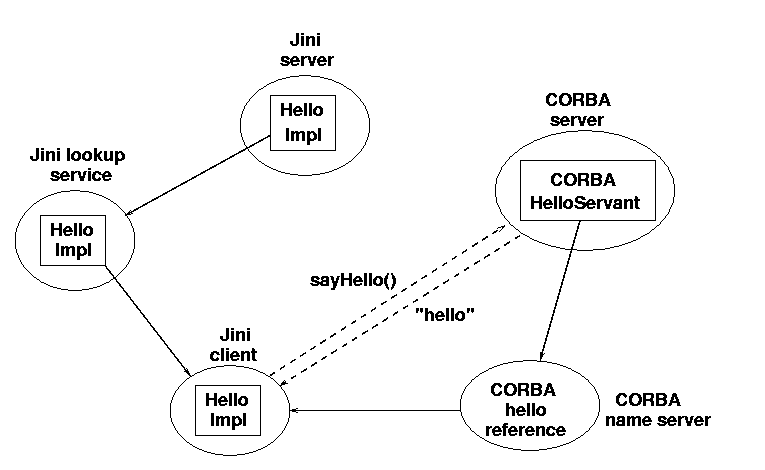 Jini
server
Hello
Impl
CORBA
server
CORBA
HelloServant
Jini lookup
service
Hello
Impl
sayHello()
"hello"
Jini
client
Hello
Impl
CORBA
hello
reference
CORBA
name server